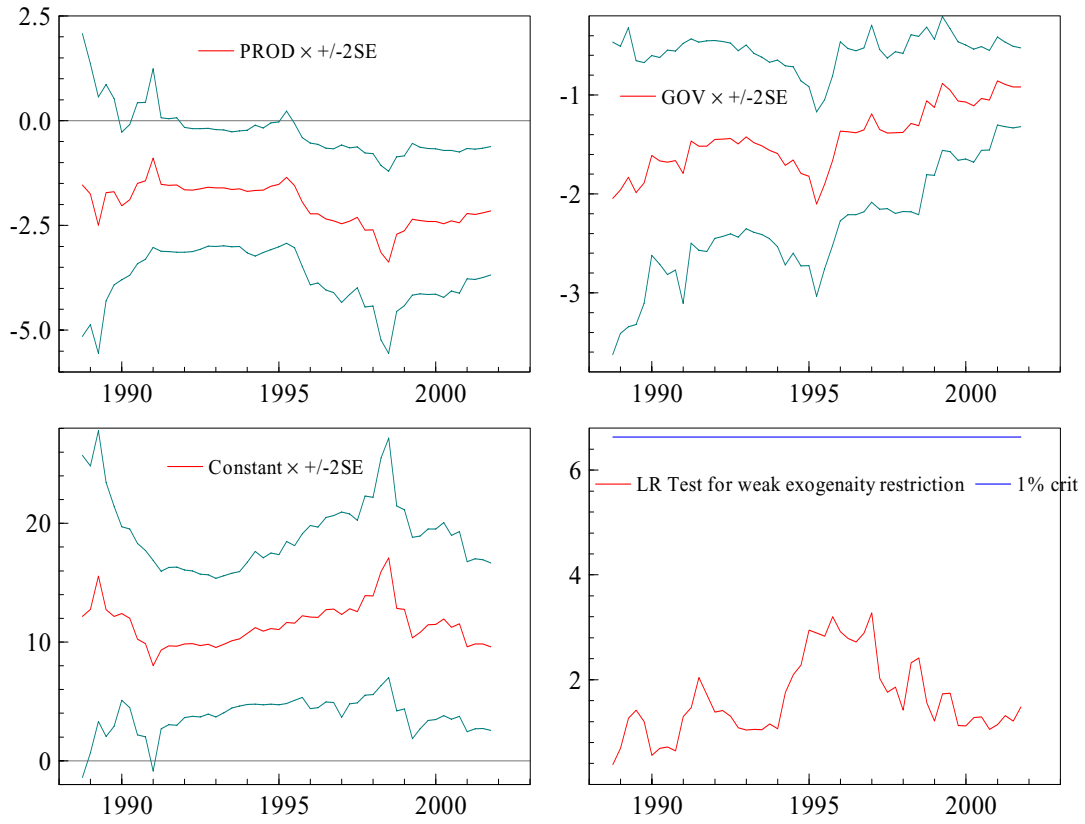 2.5
PROD × +/-2SE
0.0
-2.5
-5.0
1990 1995 2000
GOV × +/-2SE
-1
-2
-3
1990 1995 2000
Constant × +/-2SE
20
10
0
1990 1995 2000
6
LR Test for weak exogenaity restriction 1% crit
4
2
1990 1995 2000